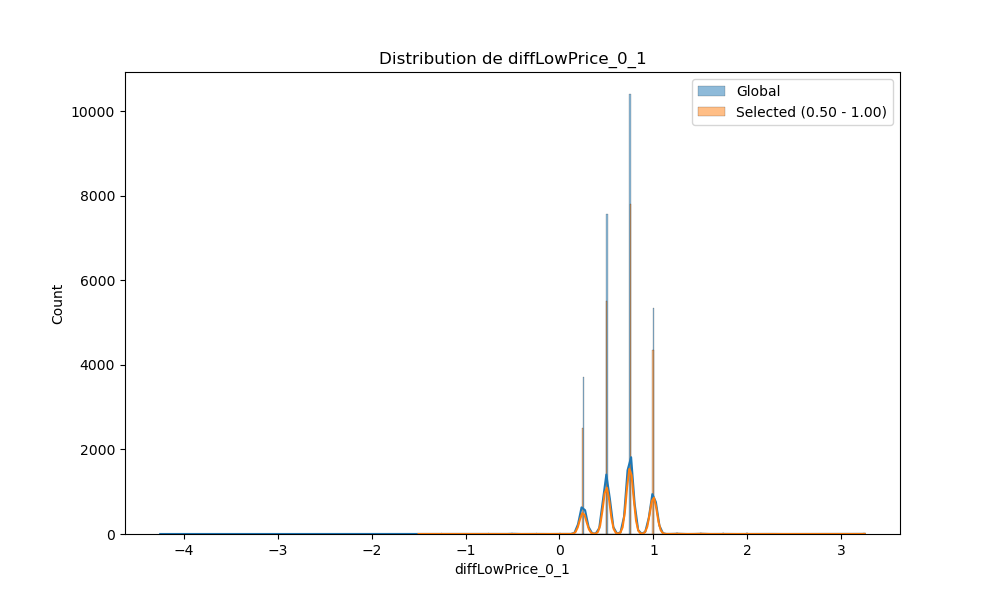 Distribution de diffLowPrice_0_1
Global
Selected (0.50 - 1.00)
Count
10000
8000
6000
4000
2000
0
−4
−3
−2
−1
0
1
2
3
diffLowPrice_0_1